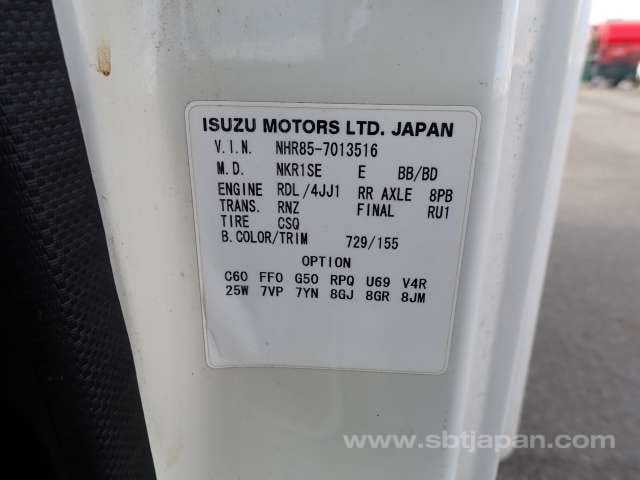 ISUZU MOTORS LTD. JAPAN
V.I.N. NHR85-7013516
M.D. NKR1SE E BB/BD
ENGINE RDL/4JJ1 RR AXLE 8PB
TRANS. RNZ FINAL RU1
TIRE CSQ
B.COLOR/TRIM 729/155
OPTION
C60 FF0 G50 RPQ U69 V4R
25W 7VP 7YN 8GJ 8GR 8JM
www.sbtjapan.com